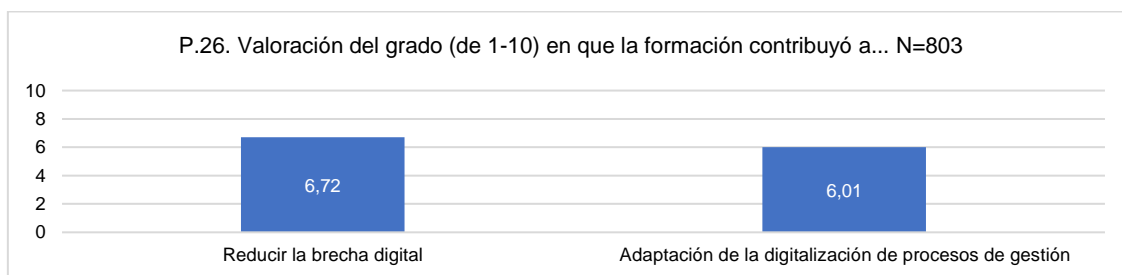 P.26. Valoración del grado (de 1-10) en que la formación contribuyó a... N=803
10
8
6
4
2
0
6,72
6,01
Reducir la brecha digital
Adaptación de la digitalización de procesos de gestión